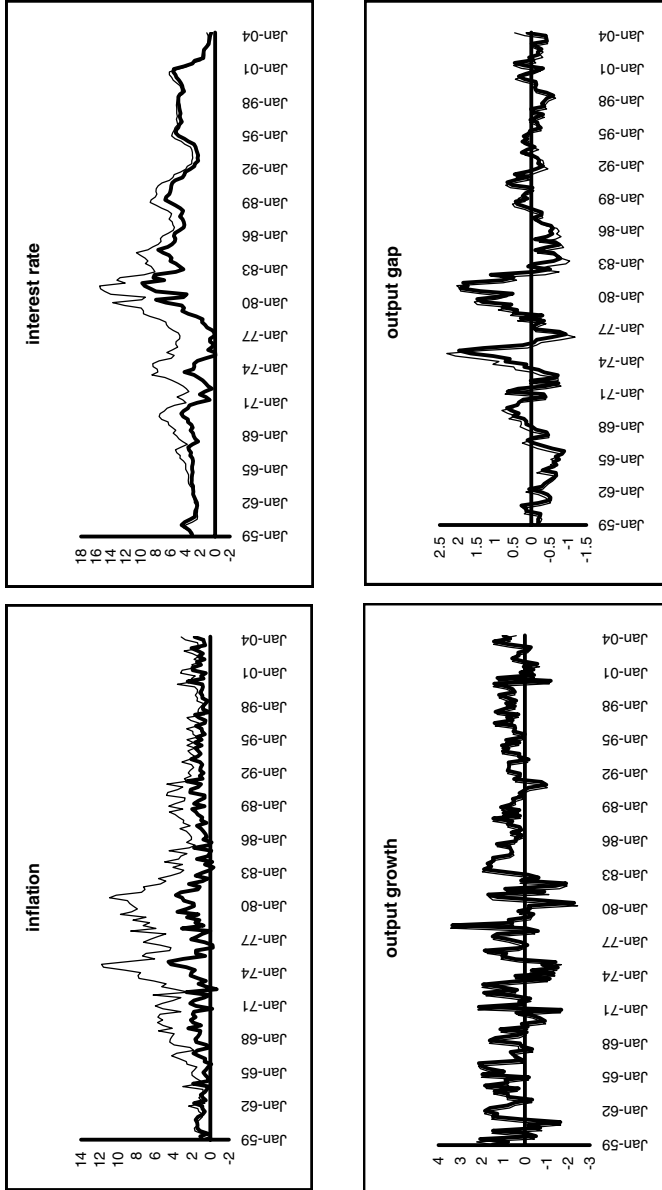 inflation
14
12
10
8
6
4
2
0
-2
Jan-59
Jan-62
Jan-65
Jan-68
Jan-71
Jan-74
Jan-77
Jan-80
Jan-83
Jan-86
Jan-89
Jan-92
Jan-95
Jan-98
Jan-01
Jan-04
interest rate
18
16
14
12
10
8
6
4
2
0
-2
Jan-59
Jan-62
Jan-65
Jan-68
Jan-71
Jan-74
Jan-77
Jan-80
Jan-83
Jan-86
Jan-89
Jan-92
Jan-95
Jan-98
Jan-01
Jan-04
output growth
4
3
2
1
0
-1
-2
-3
Jan-59
Jan-62
Jan-65
Jan-68
Jan-71
Jan-74
Jan-77
Jan-80
Jan-83
Jan-86
Jan-89
Jan-92
Jan-95
Jan-98
Jan-01
Jan-04
output gap
2.5
2
1.5
1
0.5
0
-0.5
-1
-1.5
Jan-59
Jan-62
Jan-65
Jan-68
Jan-71
Jan-74
Jan-77
Jan-80
Jan-83
Jan-86
Jan-89
Jan-92
Jan-95
Jan-98
Jan-01
Jan-04